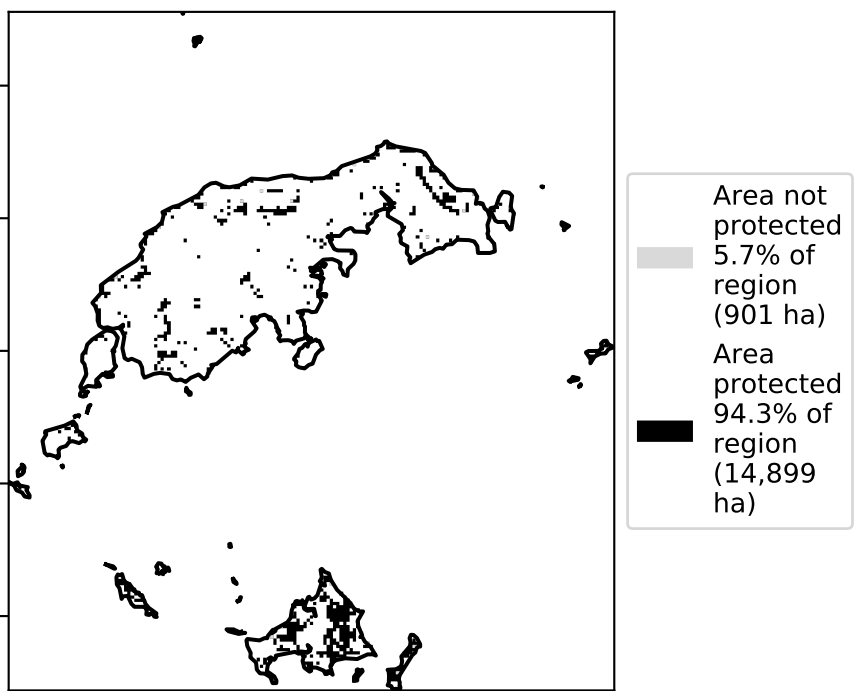 Area not
protected
5.7% of
region
(901 ha)
Area
protected
94.3% of
region
(14,899
ha)